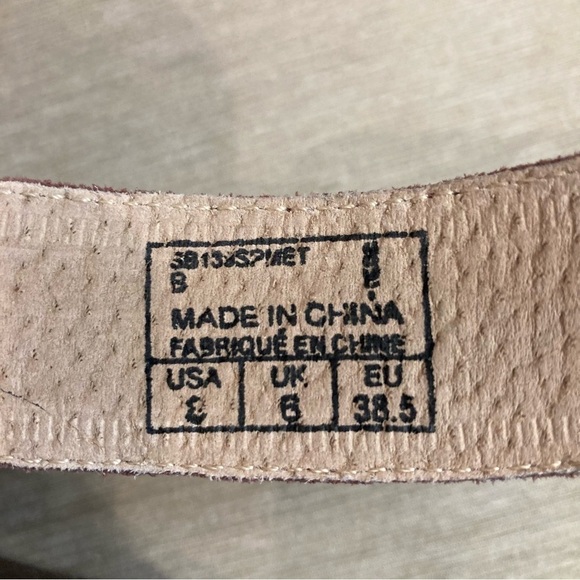 B
MADE IN CHINA
FABRIQUÉ EN CHINE
USA UK EU
8 6 38.5